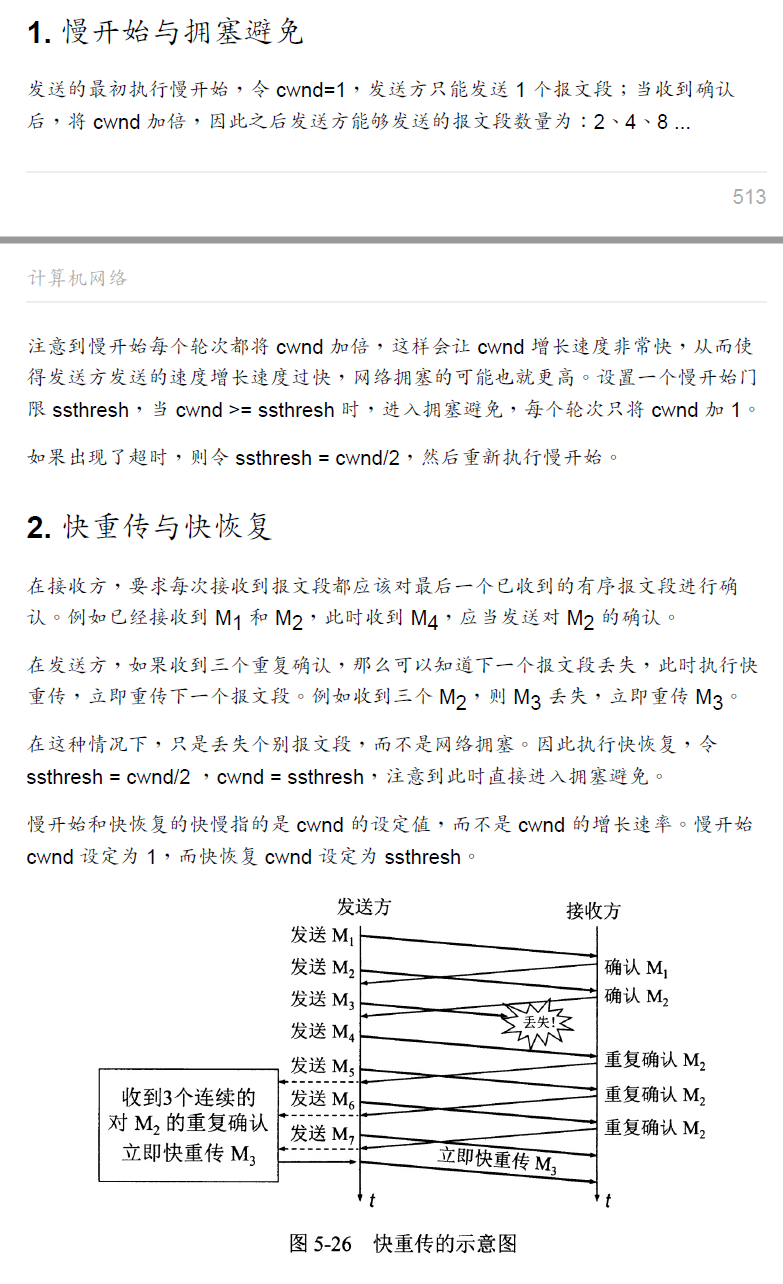 1. 慢开始与拥塞避免
发送的最初执行慢开始，令 cwnd=1，发送方只能发送 1 个报文段；当收到确认
后，将 cwnd 加倍，因此之后发送方能够发送的报文段数量为：2、4、8 ...
513
计算机网络
注意到慢开始每个轮次都将 cwnd 加倍，这样会让 cwnd 增长速度非常快，从而使
得发送方发送的速度增长速度过快，网络拥塞的可能也就更高。设置一个慢开始门
限 ssthresh，当 cwnd >= ssthresh 时，进入拥塞避免，每个轮次只将 cwnd 加 1。
如果出现了超时，则令 ssthresh = cwnd/2，然后重新执行慢开始。
2. 快重传与快恢复
在接收方，要求每次接收到报文段都应该对最后一个已收到的有序报文段进行确
认。例如已经接收到 M1 和 M2，此时收到 M4，应当发送对 M2 的确认。
在发送方，如果收到三个重复确认，那么可以知道下一个报文段丢失，此时执行快
重传，立即重传下一个报文段。例如收到三个 M2，则 M3 丢失，立即重传 M3。
在这种情况下，只是丢失个别报文段，而不是网络拥塞。因此执行快恢复，令
ssthresh = cwnd/2 ，cwnd = ssthresh，注意到此时直接进入拥塞避免。
慢开始和快恢复的快慢指的是 cwnd 的设定值，而不是 cwnd 的增长速率。慢开始
cwnd 设定为 1，而快恢复 cwnd 设定为 ssthresh。
发送方
接收方
发送 M1
发送 M2
确认 M1
确认 M2
发送 M3
丢失!
发送 M4
重复确认 M2
发送 M5
重复确认 M2
发送 M6
重复确认 M2
发送 M7
收到3个连续的
对 M2 的重复确认
立即快重传 M3
立即快重传 M3
t
t
图 5-26 快重传的示意图